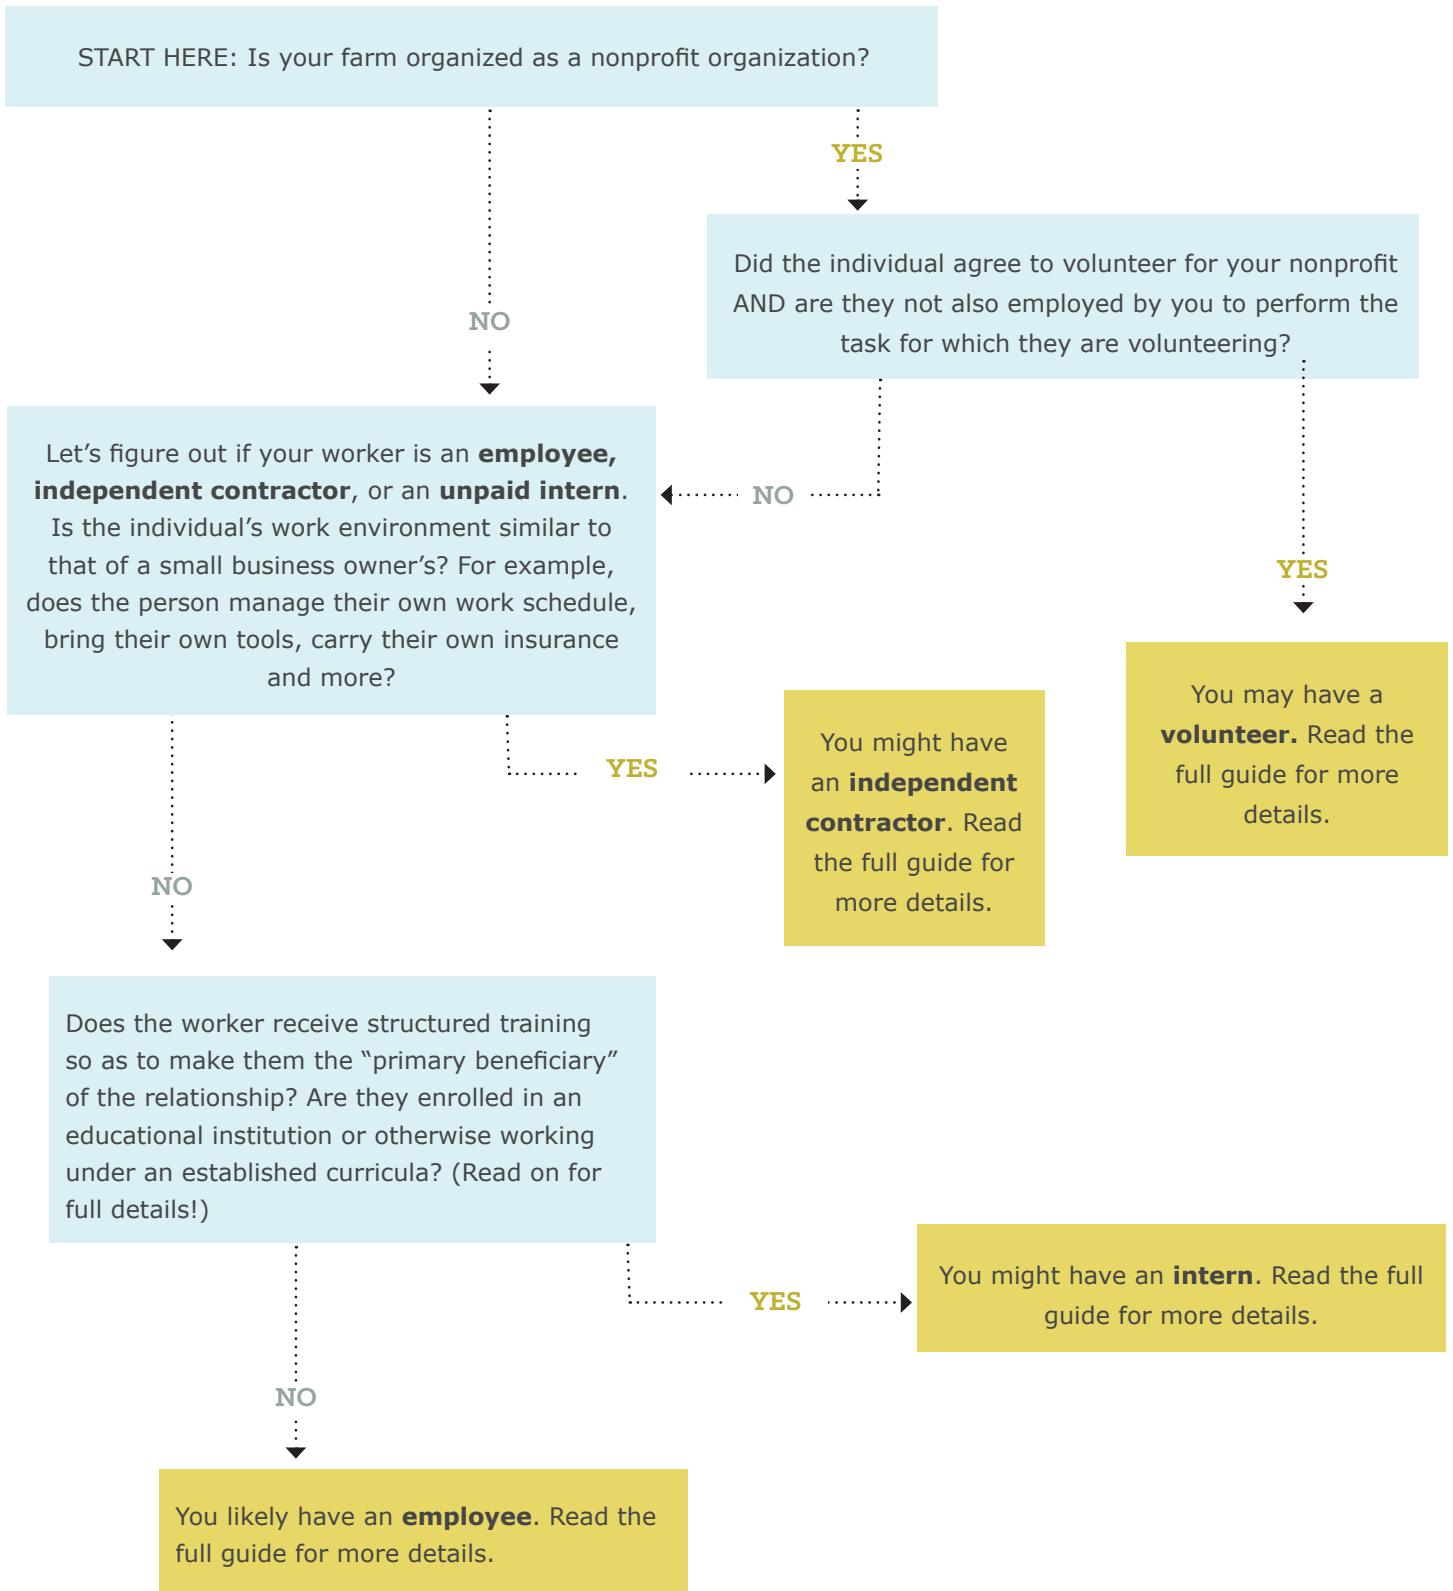 START HERE: Is your farm organized as a nonprofit organization?
YES
Did the individual agree to volunteer for your nonprofit
AND are they not also employed by you to perform the
task for which they are volunteering?
NO
Let’s figure out if your worker is an employee,
independent contractor, or an unpaid intern.
Is the individual’s work environment similar to
that of a small business owner’s? For example,
does the person manage their own work schedule,
bring their own tools, carry their own insurance
and more?
NO
YES
You may have a
volunteer. Read the
full guide for more
details.
YES
You might have
an independent
contractor. Read
the full guide for
more details.
NO
Does the worker receive structured training
so as to make them the “primary beneficiary”
of the relationship? Are they enrolled in an
educational institution or otherwise working
under an established curricula? (Read on for
full details!)
YES
You might have an intern. Read the full
guide for more details.
NO
You likely have an employee. Read the
full guide for more details.